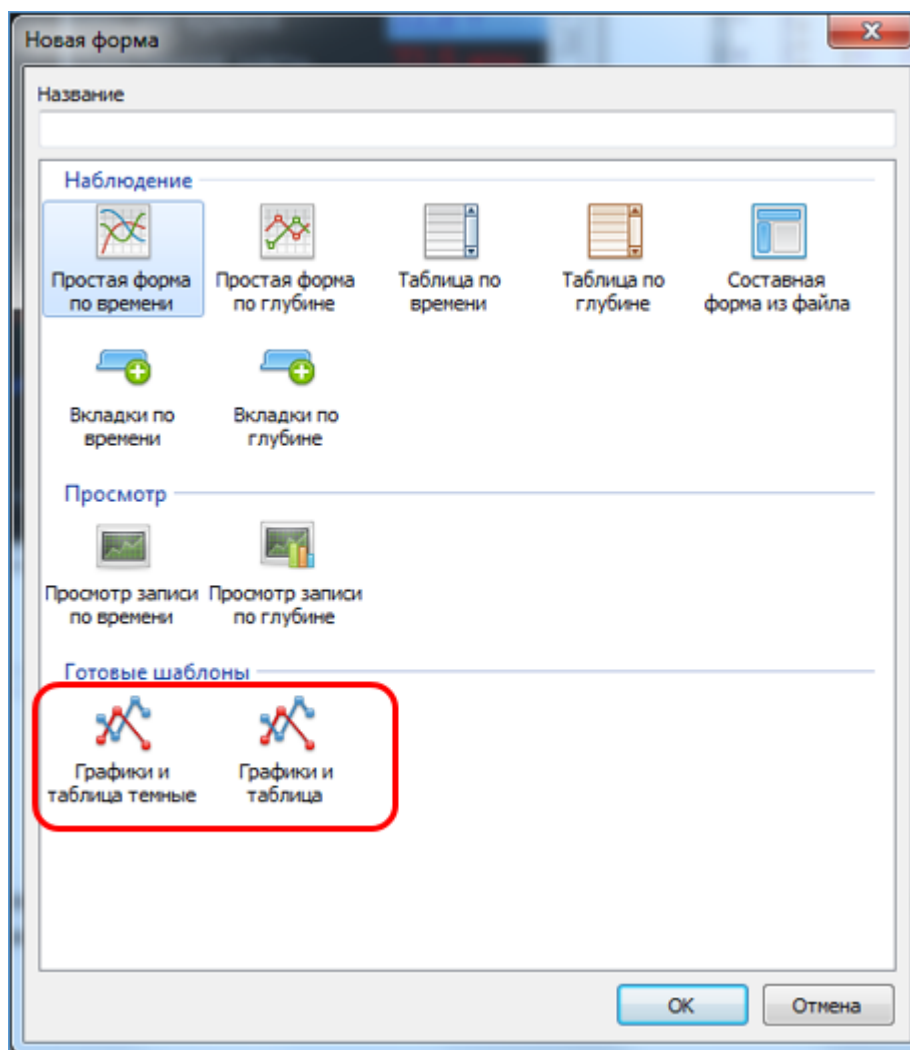 Новая форма
Название
Наблюдение
Простая форма
по времени
Простая форма
по глубине
Таблица по
времени
Таблица по
глубине
Составная
форма из файла
Вкладки по
времени
Вкладки по
глубине
Просмотр
Просмотр записи
по времени
Просмотр записи
по глубине
Готовые шаблоны
Графики и
таблица темные
Графики и
таблица
OK
Отмена